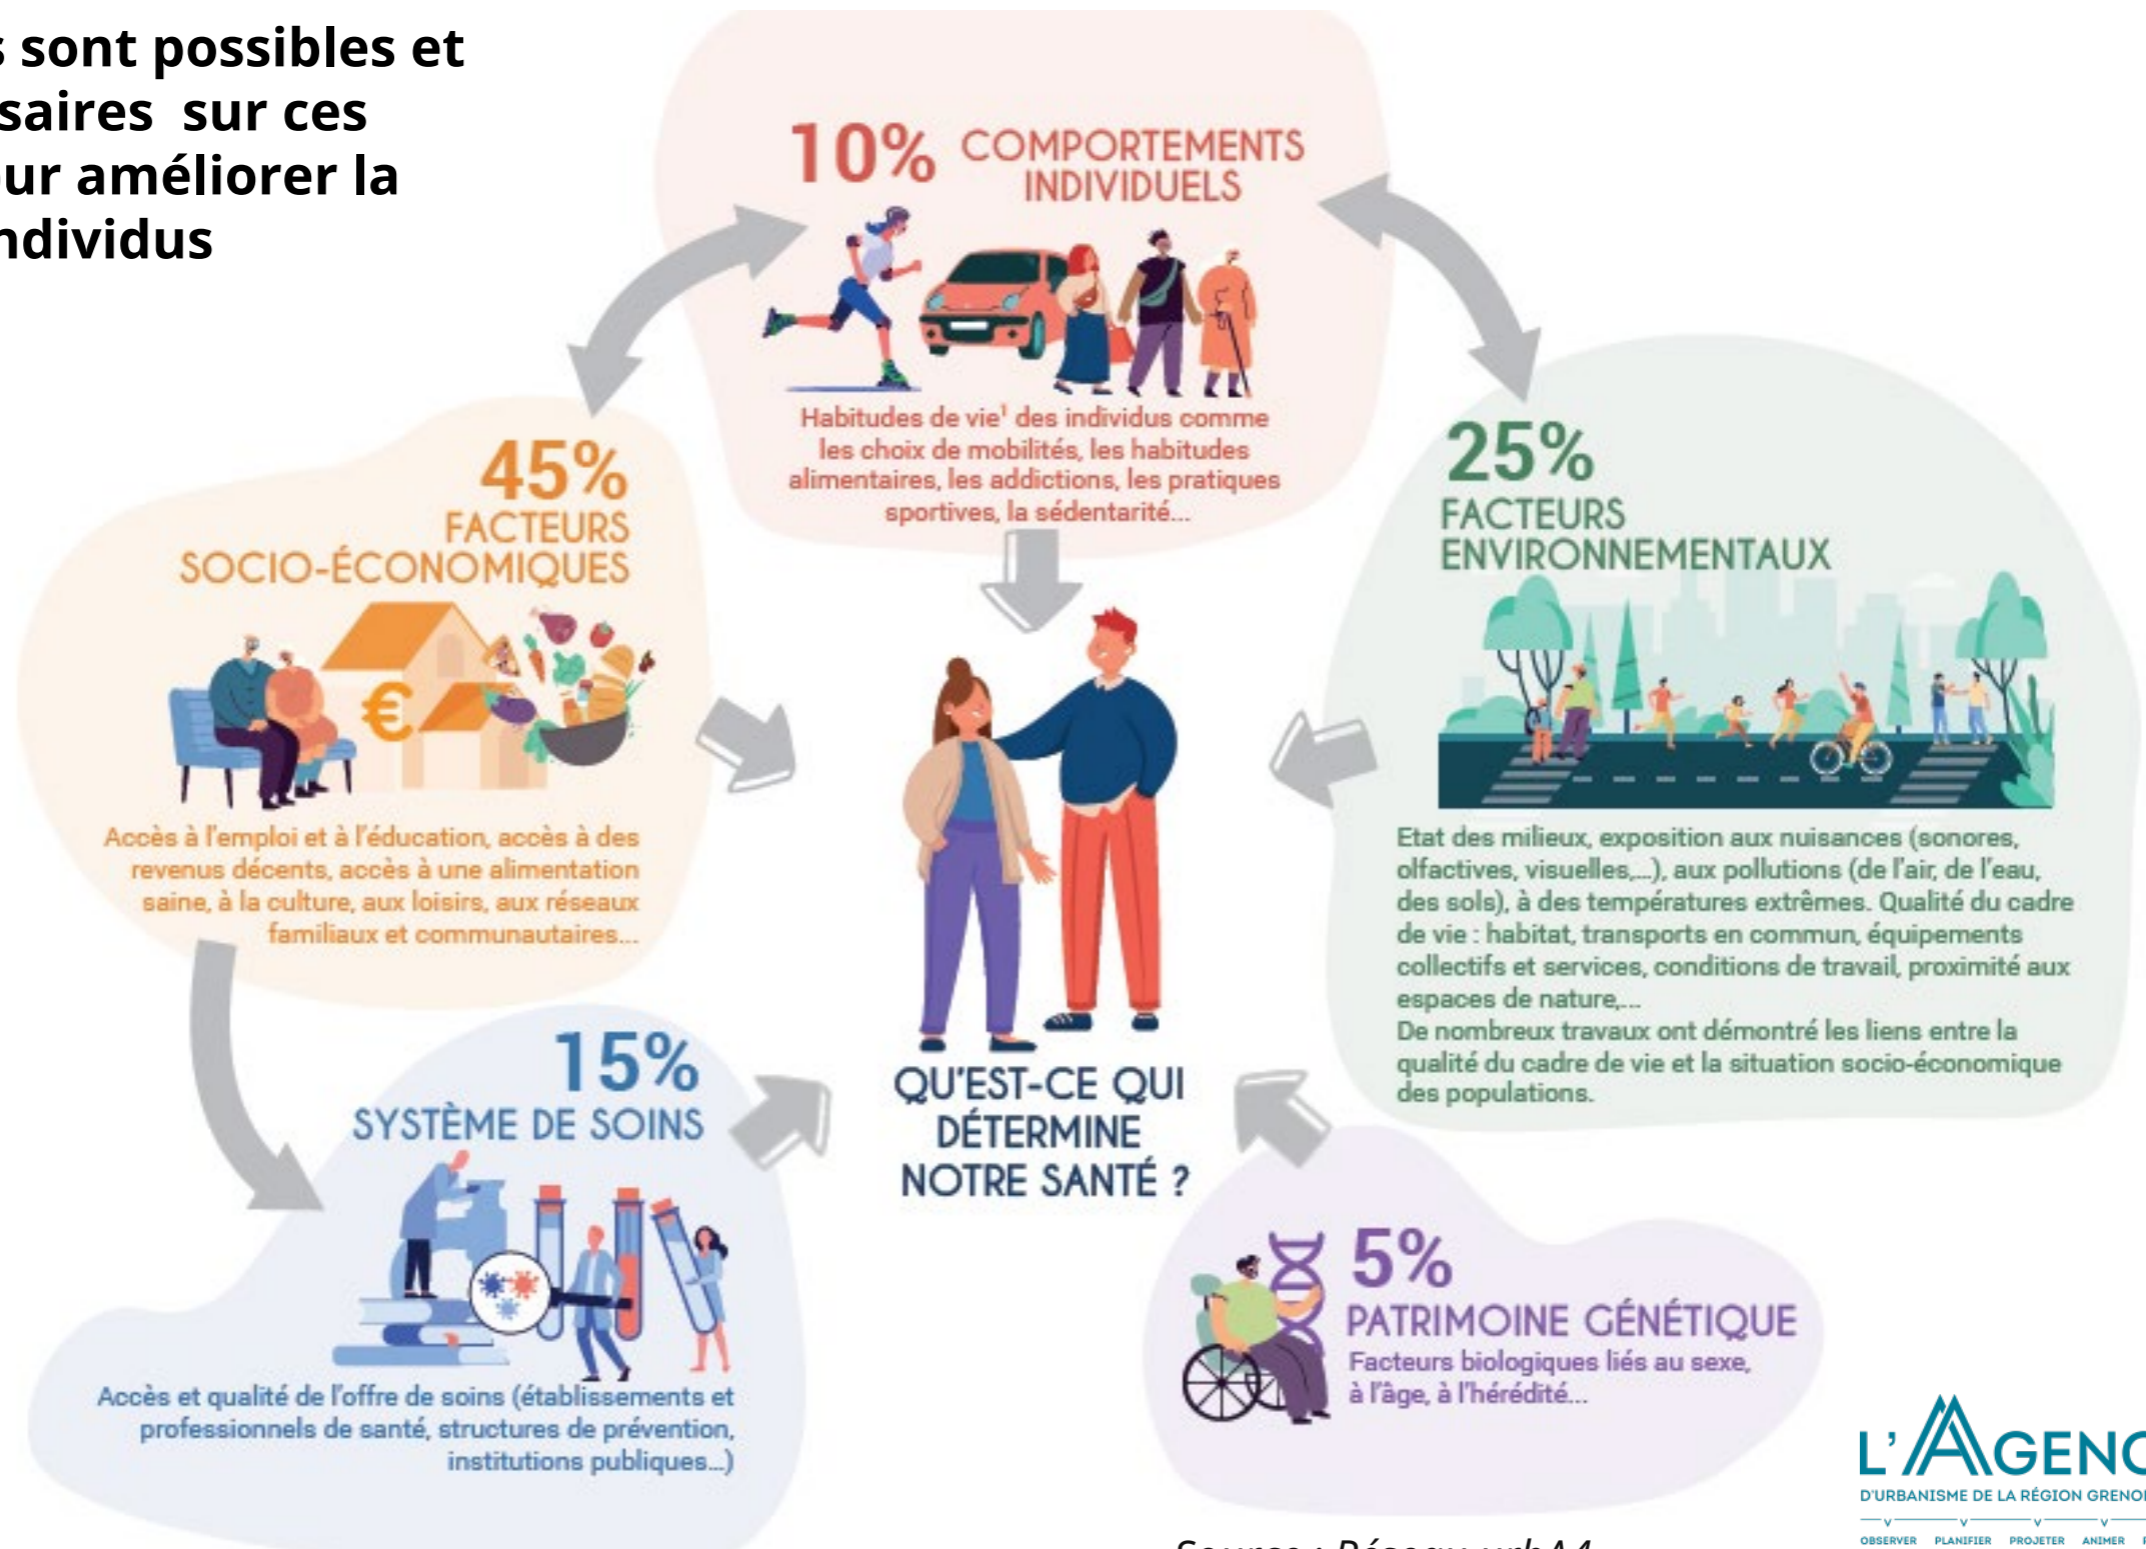 s sont possibles et
saires sur ces
ur améliorer la
ndividus
10% COMPORTEMENTS
INDIVIDUELS
Habitudes de vie¹ des individus comme
les choix de mobilités, les habitudes
alimentaires, les addictions, les pratiques
sportives, la sédentarité...
45%
FACTEURS
SOCIO-ÉCONOMIQUES
€
Accès à l'emploi et à l'éducation, accès à des
revenus décents, accès à une alimentation
saine, à la culture, aux loisirs, aux réseaux
familiaux et communautaires...
25%
FACTEURS
ENVIRONNEMENTAUX
Etat des milieux, exposition aux nuisances (sonores,
olfactives, visuelles,...), aux pollutions (de l'air, de l'eau,
des sols), à des températures extrêmes. Qualité du cadre
de vie : habitat, transports en commun, équipements
collectifs et services, conditions de travail, proximité aux
espaces de nature,...
De nombreux travaux ont démontré les liens entre la
qualité du cadre de vie et la situation socio-économique
des populations.
15%
SYSTÈME DE SOINS
Accès et qualité de l'offre de soins (établissements et
professionnels de santé, structures de prévention,
institutions publiques...)
QU'EST-CE QUI
DÉTERMINE
NOTRE SANTÉ ?
5%
PATRIMOINE GÉNÉTIQUE
Facteurs biologiques liés au sexe,
à l'âge, à l'hérédité...
Source : Réseau urbA4
L'AGENC
D'URBANISME DE LA RÉGION GRENO
OBSERVER PLANIFIER PROJETER ANIMER